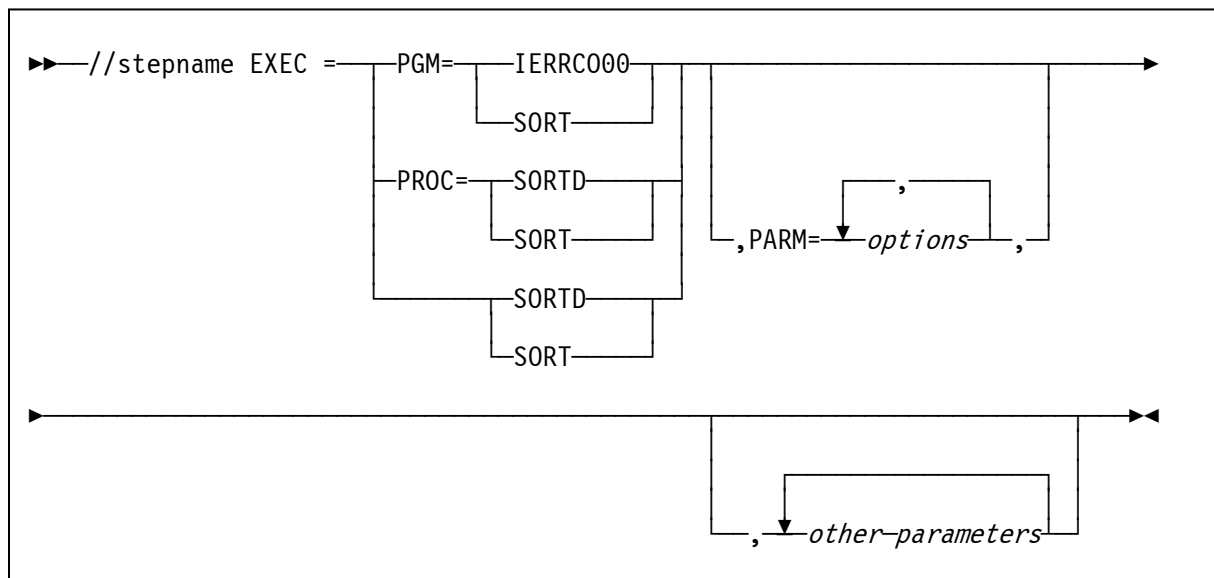 //stepname EXEC = PGM= IERRCO00
SORT
PROC= SORTD
SORT
,
,PARM= options ,
SORTD
SORT
, other parameters